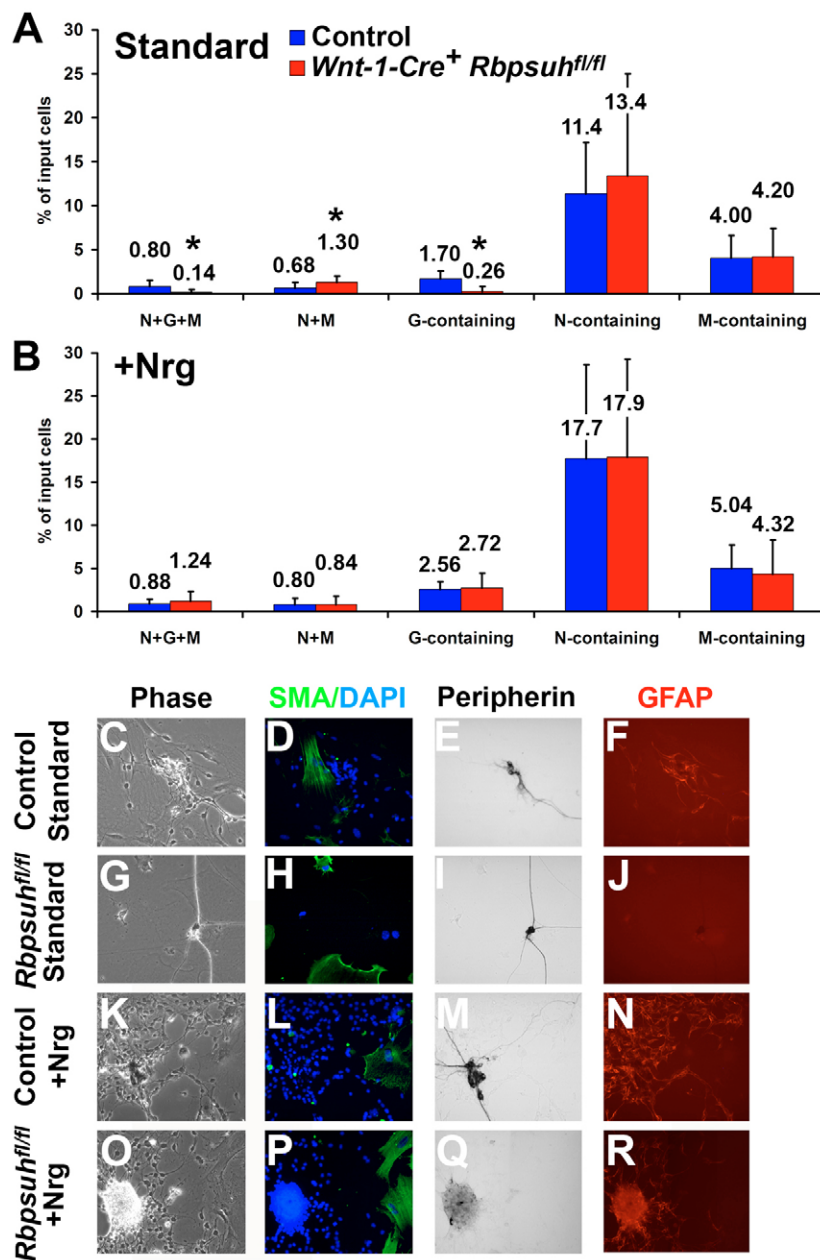 A
Standard
Control
Wnt-1-Cre+ Rbpsuhfl/fl
% of input cells
30
25
20
15
10
5
0
0.80
*
0.14
0.68
*
1.30
1.70
*
0.26
11.4
13.4
4.00
4.20
N+G+M
N+M
G-containing
N-containing
M-containing
B
+Nrg
% of input cells
30
25
20
15
10
5
0
0.88
1.24
0.80
0.84
2.56
2.72
17.7
17.9
5.04
4.32
N+G+M
N+M
G-containing
N-containing
M-containing
Phase
SMA/DAPI
Peripherin
GFAP
Control
Standard
C
D
E
F
Rbpsuhfl/fl
Standard
G
H
I
J
Control
+Nrg
K
L
M
N
Rbpsuhfl/fl
+Nrg
O
P
Q
R